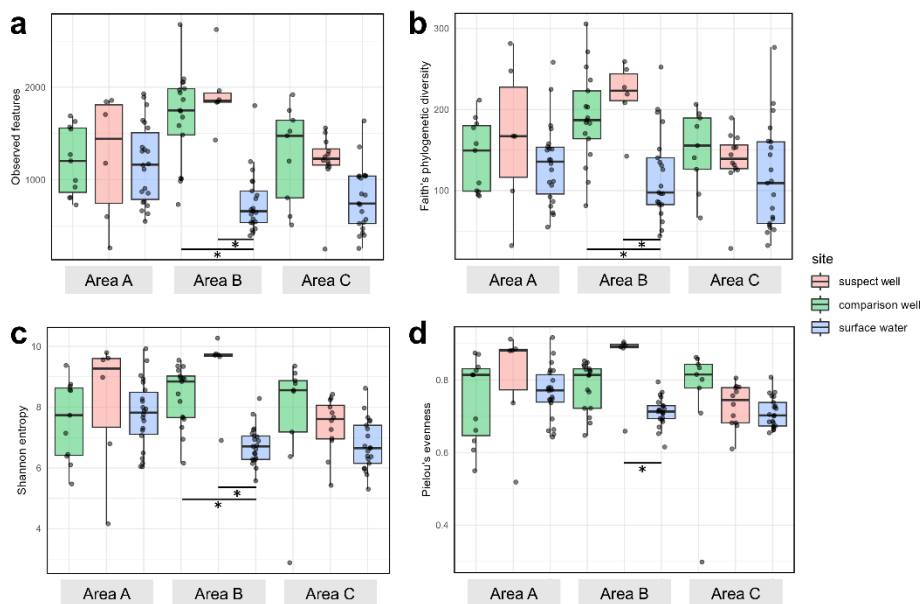 a
Observed features
2000
1000
*
*
Area A Area B Area C
b
Faith's phylogenetic diversity
300
200
100
*
*
Area A Area B Area C
site
suspect well
comparison well
surface water
c
Shannon entropy
10
8
6
4
*
*
Area A Area B Area C
d
Pielou's evenness
0.8
0.6
0.4
*
Area A Area B Area C